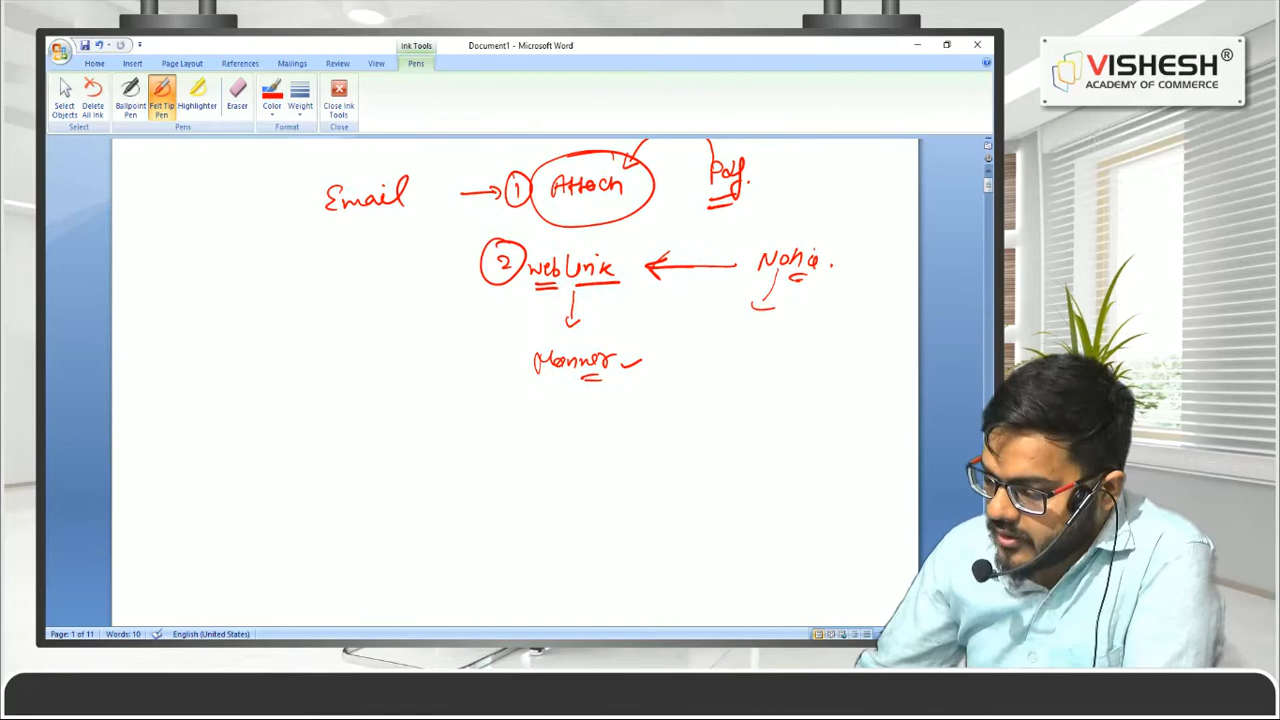 Ink Tools
Document1 - Microsoft Word
Home Insert Page Layout References Mailings Review View Pens
Select Objects
Delete All Ink
Ballpoint Pen
Felt Tip Pen
Highlighter
Eraser
Color
Weight
Close Ink Tools
Select Pens Format Close
VISHESH®
ACADEMY OF COMMERCE
Email → 1 Attach
2 Web Link ←
Manner ✓
Page: 1 of 11 Words: 10 English (United States)